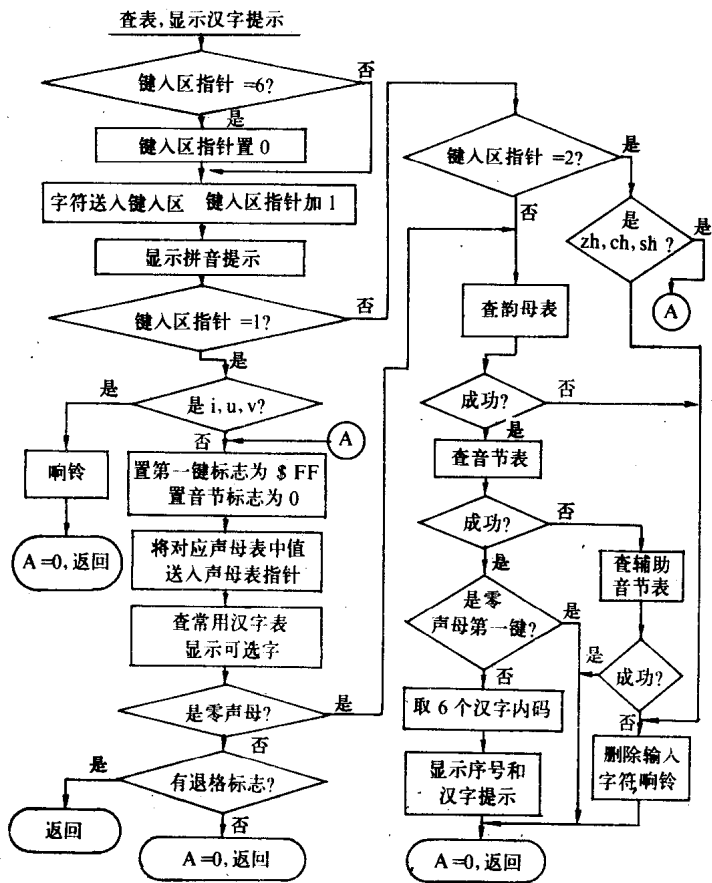 查表,显示汉字提示
键入区指针 =6?
否
是
键入区指针置 0
字符送入键入区 键入区指针加 1
显示拼音提示
键入区指针 =1?
否
是
是 i, u, v?
是
否
A
响铃
A =0, 返回
置第一键标志为 $ FF
置音节标志为 0
将对应声母表中值
送入声母表指针
查常用汉字表
显示可选字
是零声母?
是
否
有退格标志?
是
否
返回
A =0, 返回
键入区指针 =2?
是
否
是
zh, ch, sh ?
是
A
查韵母表
成功?
否
是
查音节表
成功?
否
是
查辅助
音节表
是零
声母第一键?
是
否
成功?
是
否
取 6 个汉字内码
显示序号和
汉字提示
删除输入
字符,响铃
A =0, 返回